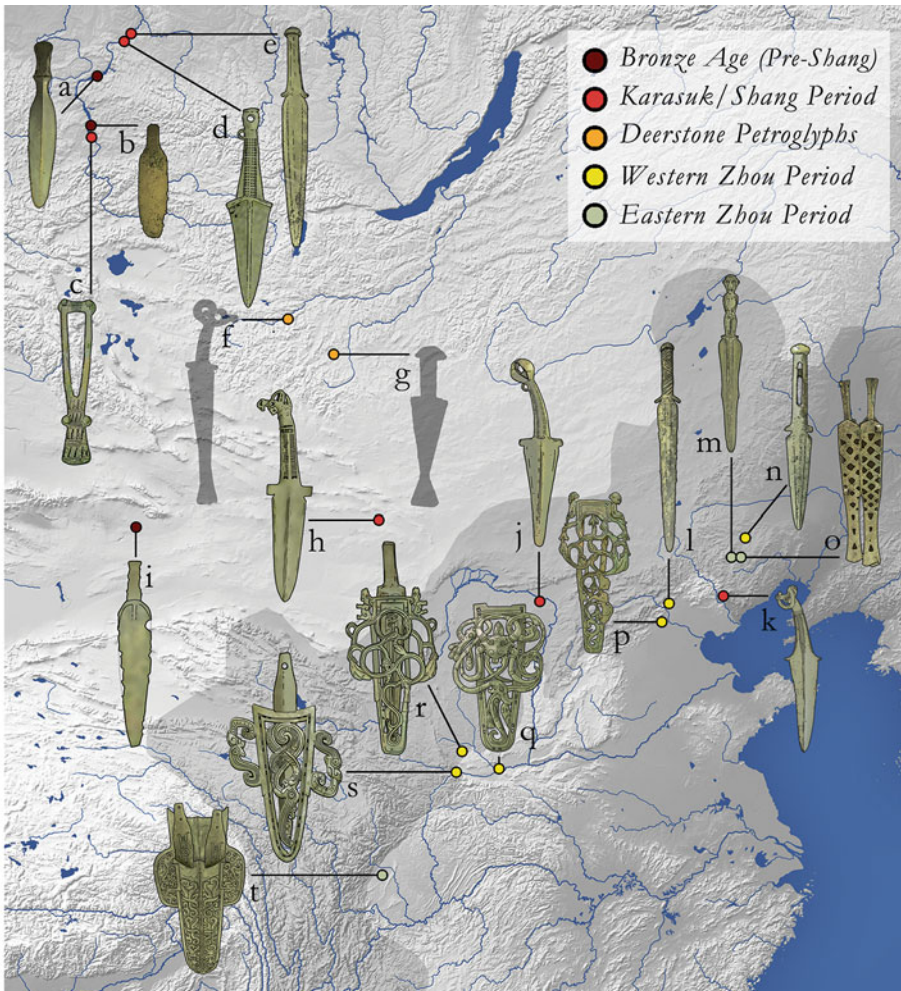 Bronze Age (Pre-Shang)
Karasuk/Shang Period
Deerstone Petroglyphs
Western Zhou Period
Eastern Zhou Period
e
a
d
b
c
f
g
m
n
h
j
l
o
i
k
p
r
q
s
t